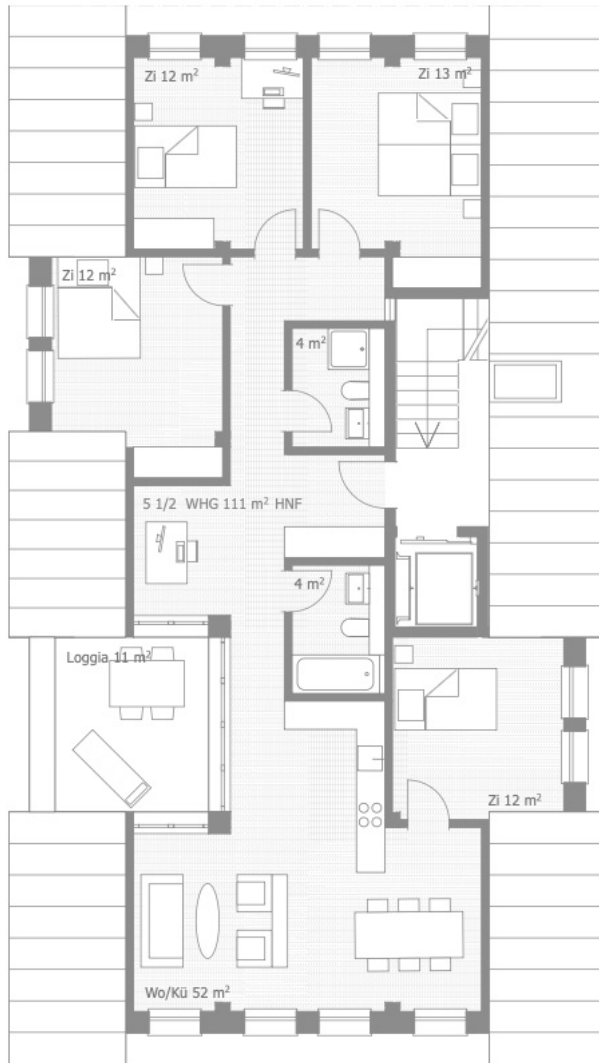 Zi 12 m²
Zi 13 m²
Zi 12 m²
4 m²
5 1/2 WHG 111 m² HNF
4 m²
Loggia 11 m²
Zi 12 m²
Wo/Kü 52 m²